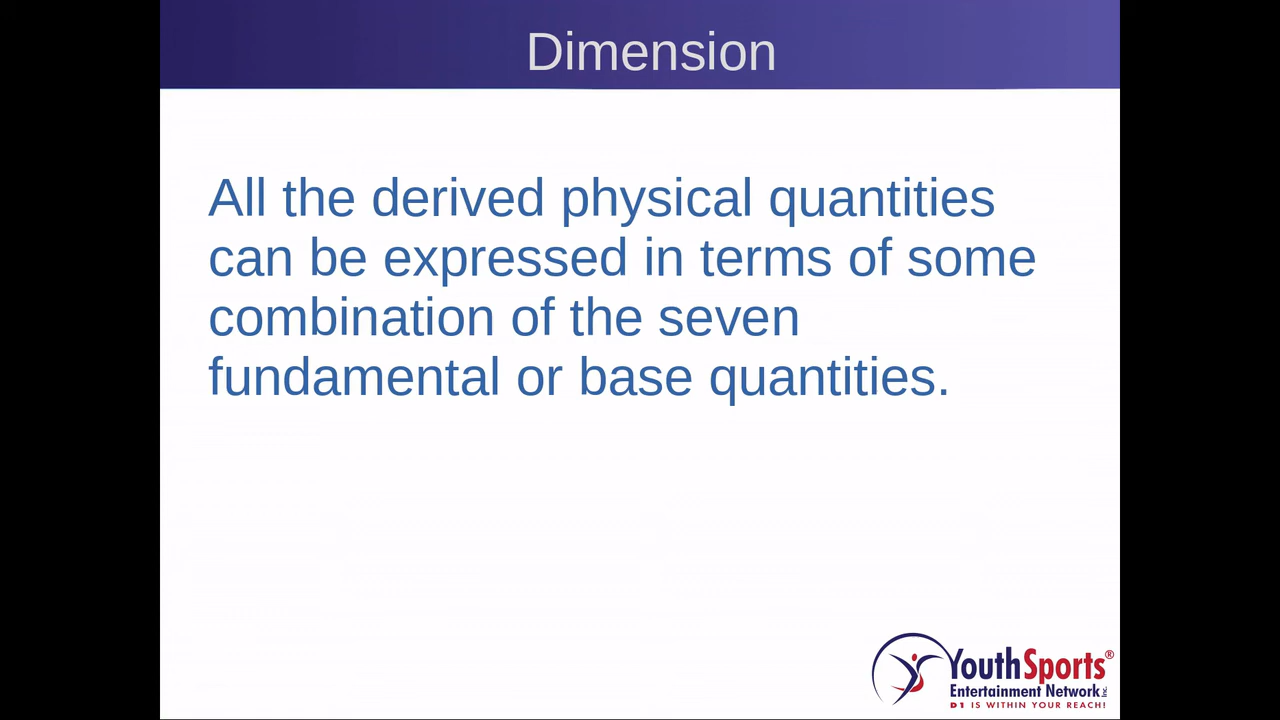 Dimension
All the derived physical quantities
can be expressed in terms of some
combination of the seven
fundamental or base quantities.
YouthSports®
Entertainment Network Inc.
D1 IS WITHIN YOUR REACH!